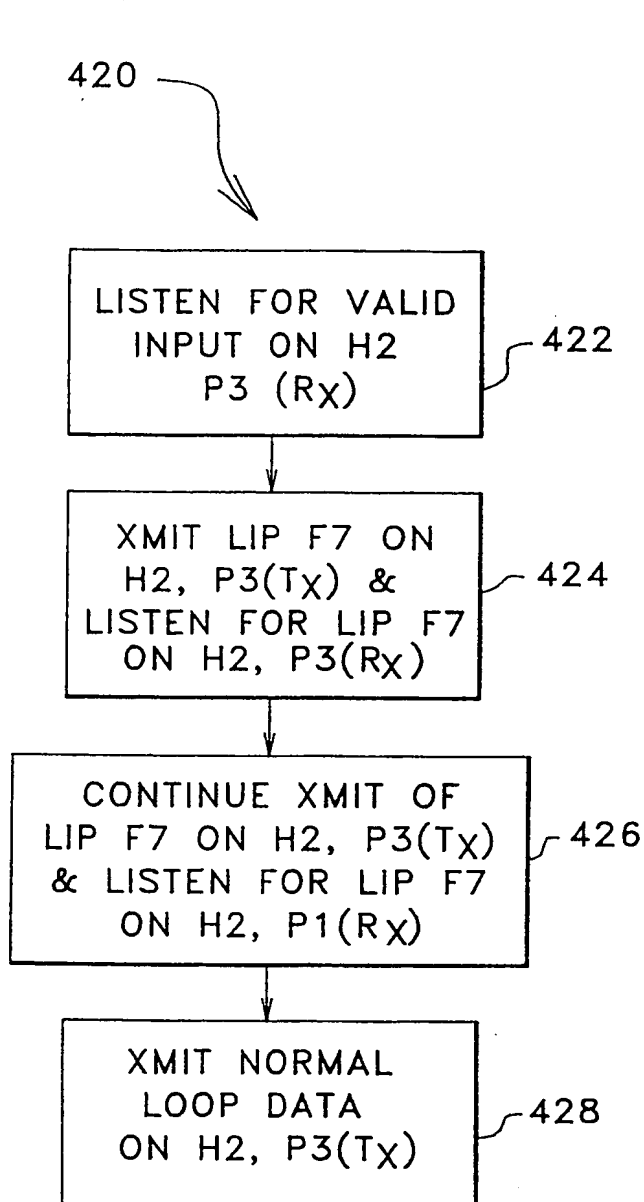 420
LISTEN FOR VALID
INPUT ON H2
P3 (RX)
422
XMIT LIP F7 ON
H2, P3(TX) &
LISTEN FOR LIP F7
ON H2, P3(RX)
424
CONTINUE XMIT OF
LIP F7 ON H2, P3(TX)
& LISTEN FOR LIP F7
ON H2, P1(RX)
426
XMIT NORMAL
LOOP DATA
ON H2, P3(TX)
428